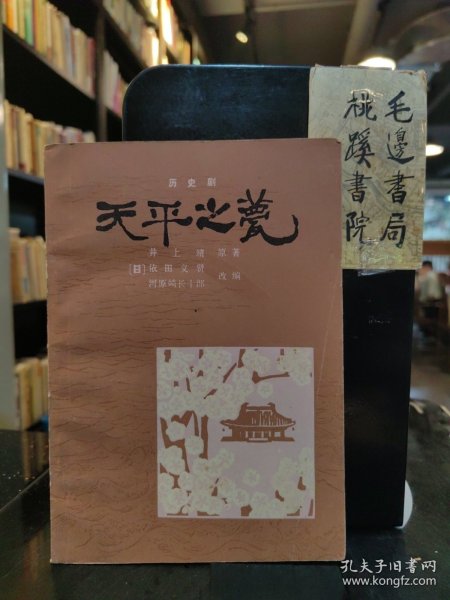 历史剧
天平之甍
井上靖 原著
[日] 依田义贤 改编
河原崎长十郎
毛邊書局
桃蹊書院
孔夫子旧书网
www.kongfz.com